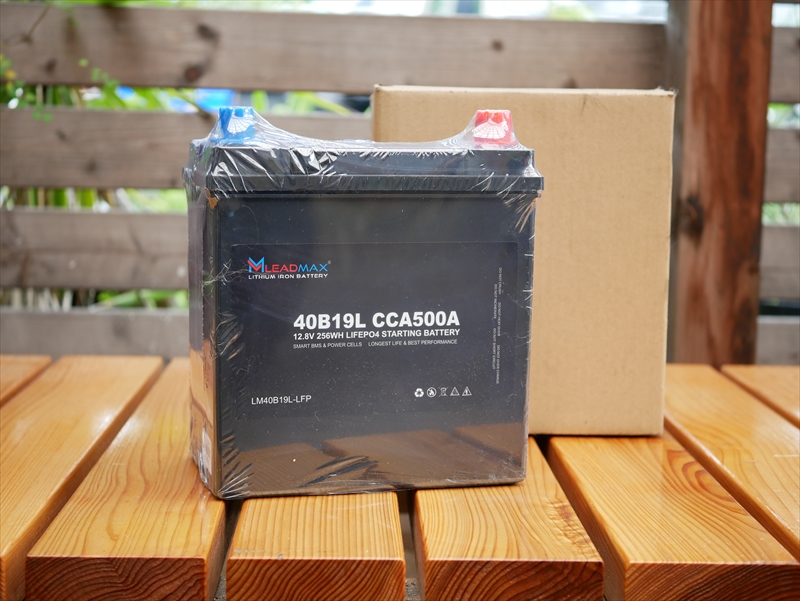 MLEADMAX®
LITHIUM IRON BATTERY
40B19L CCA500A
12.8V 256WH LIFEPO4 STARTING BATTERY
SMART BMS & POWER CELLS LONGEST LIFE & BEST PERFORMANCE
LM40B19L-LFP